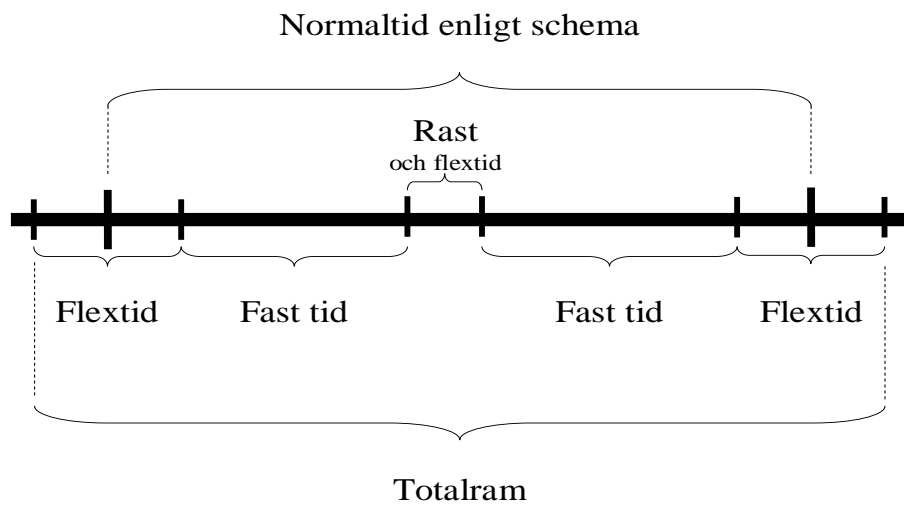 Normaltid enligt schema
Rast
och flextid
Flextid
Fast tid
Fast tid
Flextid
Totalram